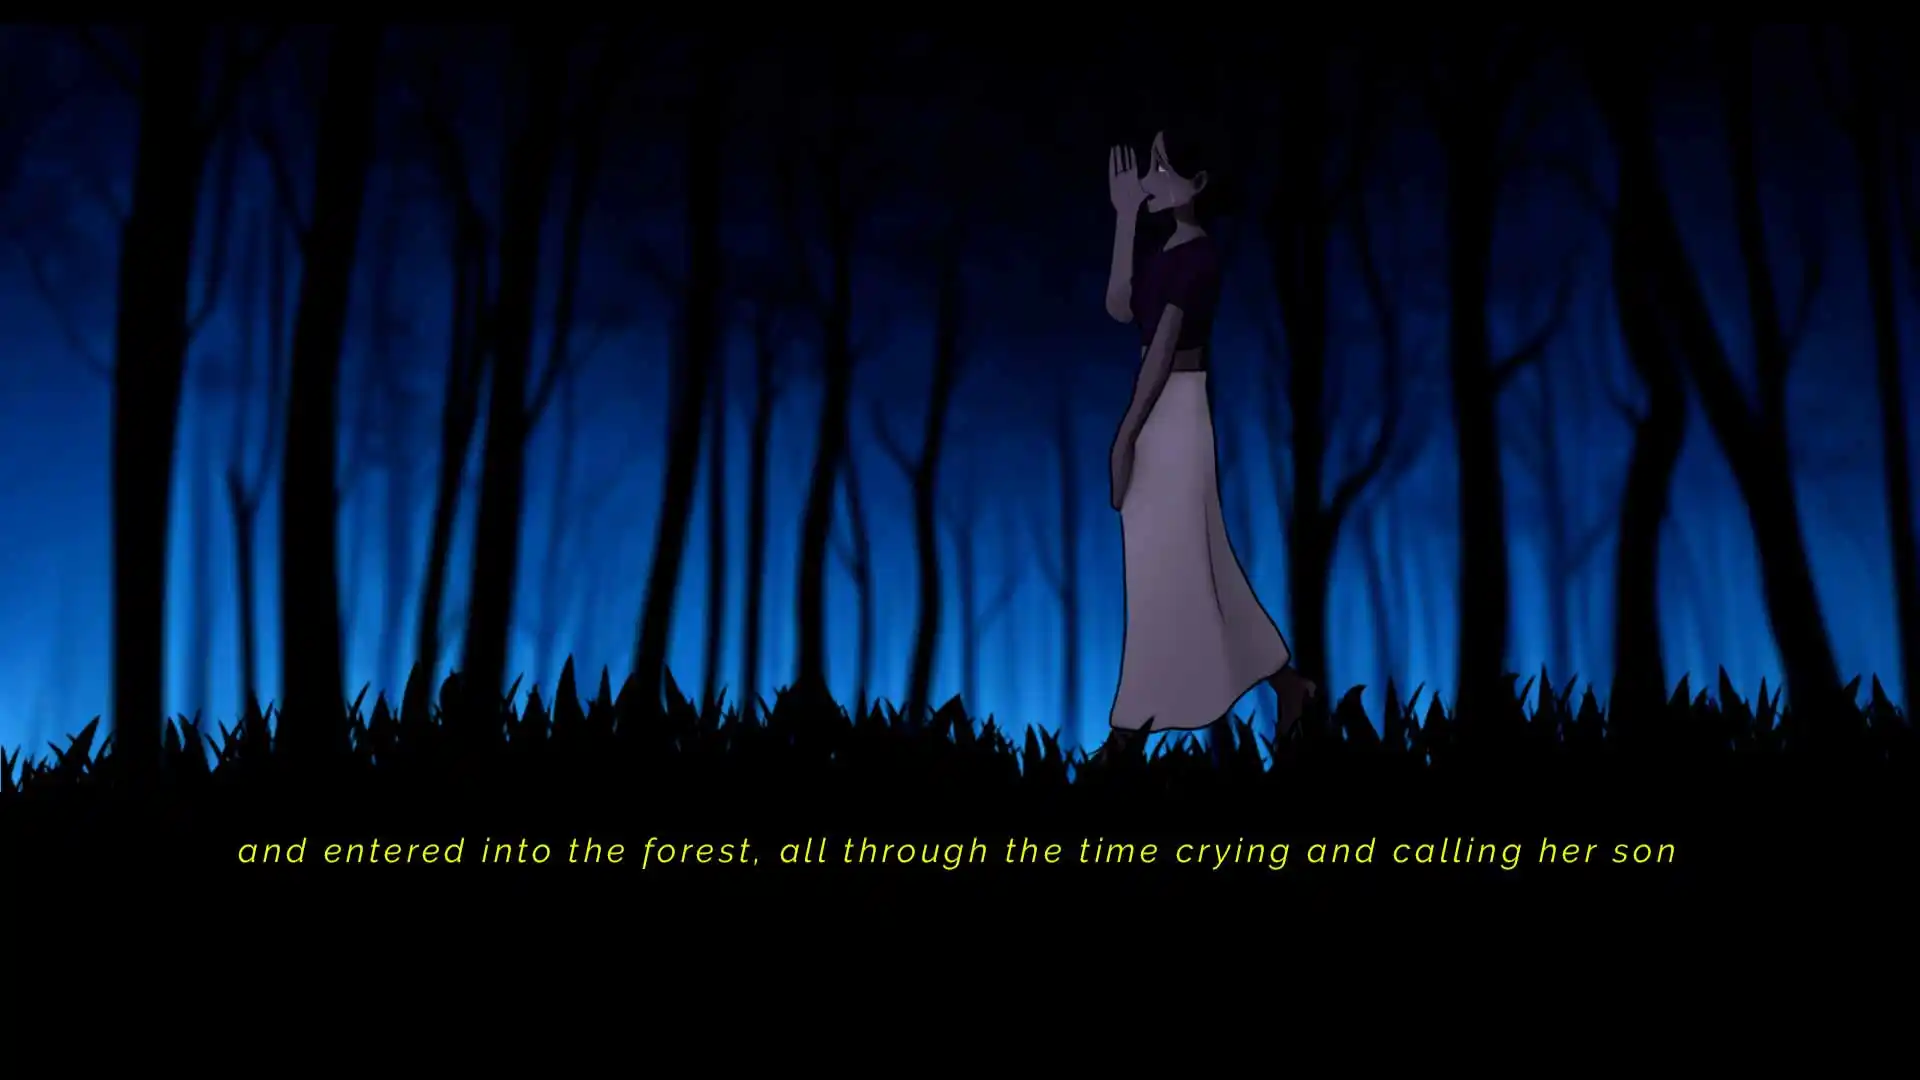 and entered into the forest, all through the time crying and calling her son